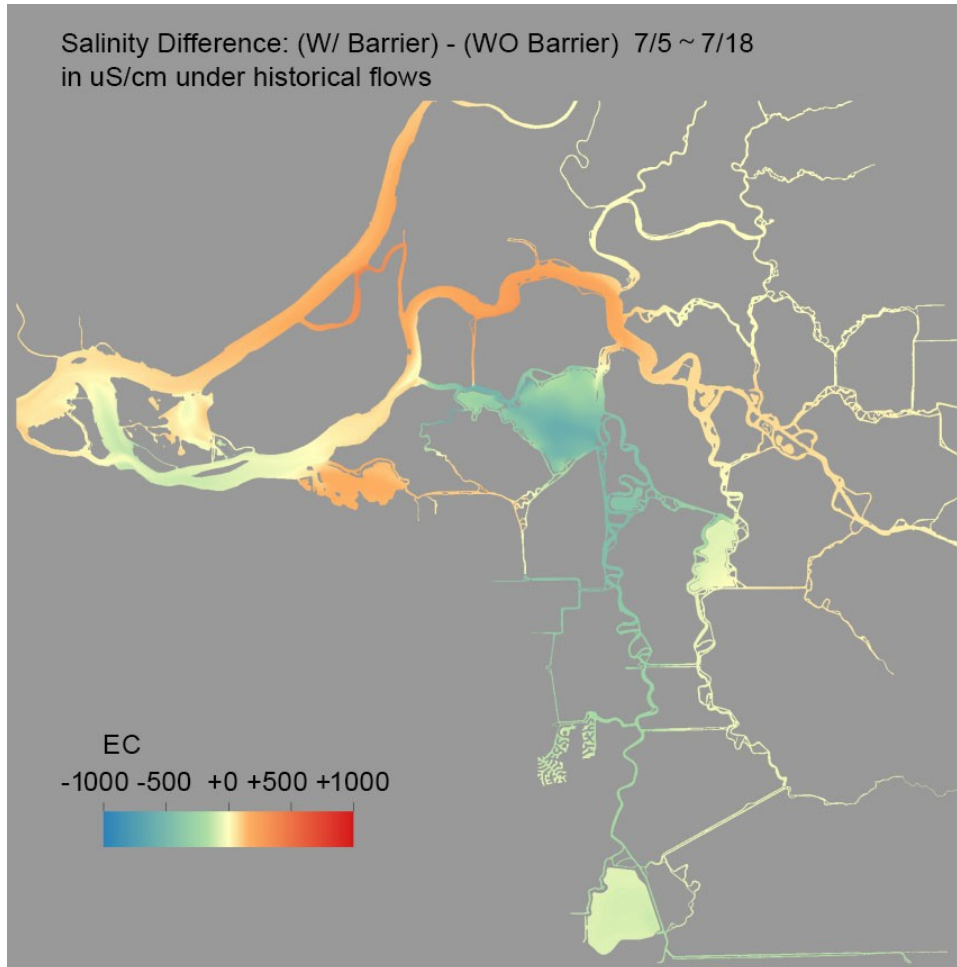 Salinity Difference: (W/ Barrier) - (WO Barrier) 7/5 ~ 7/18
in uS/cm under historical flows
EC
-1000 -500 +0 +500 +1000